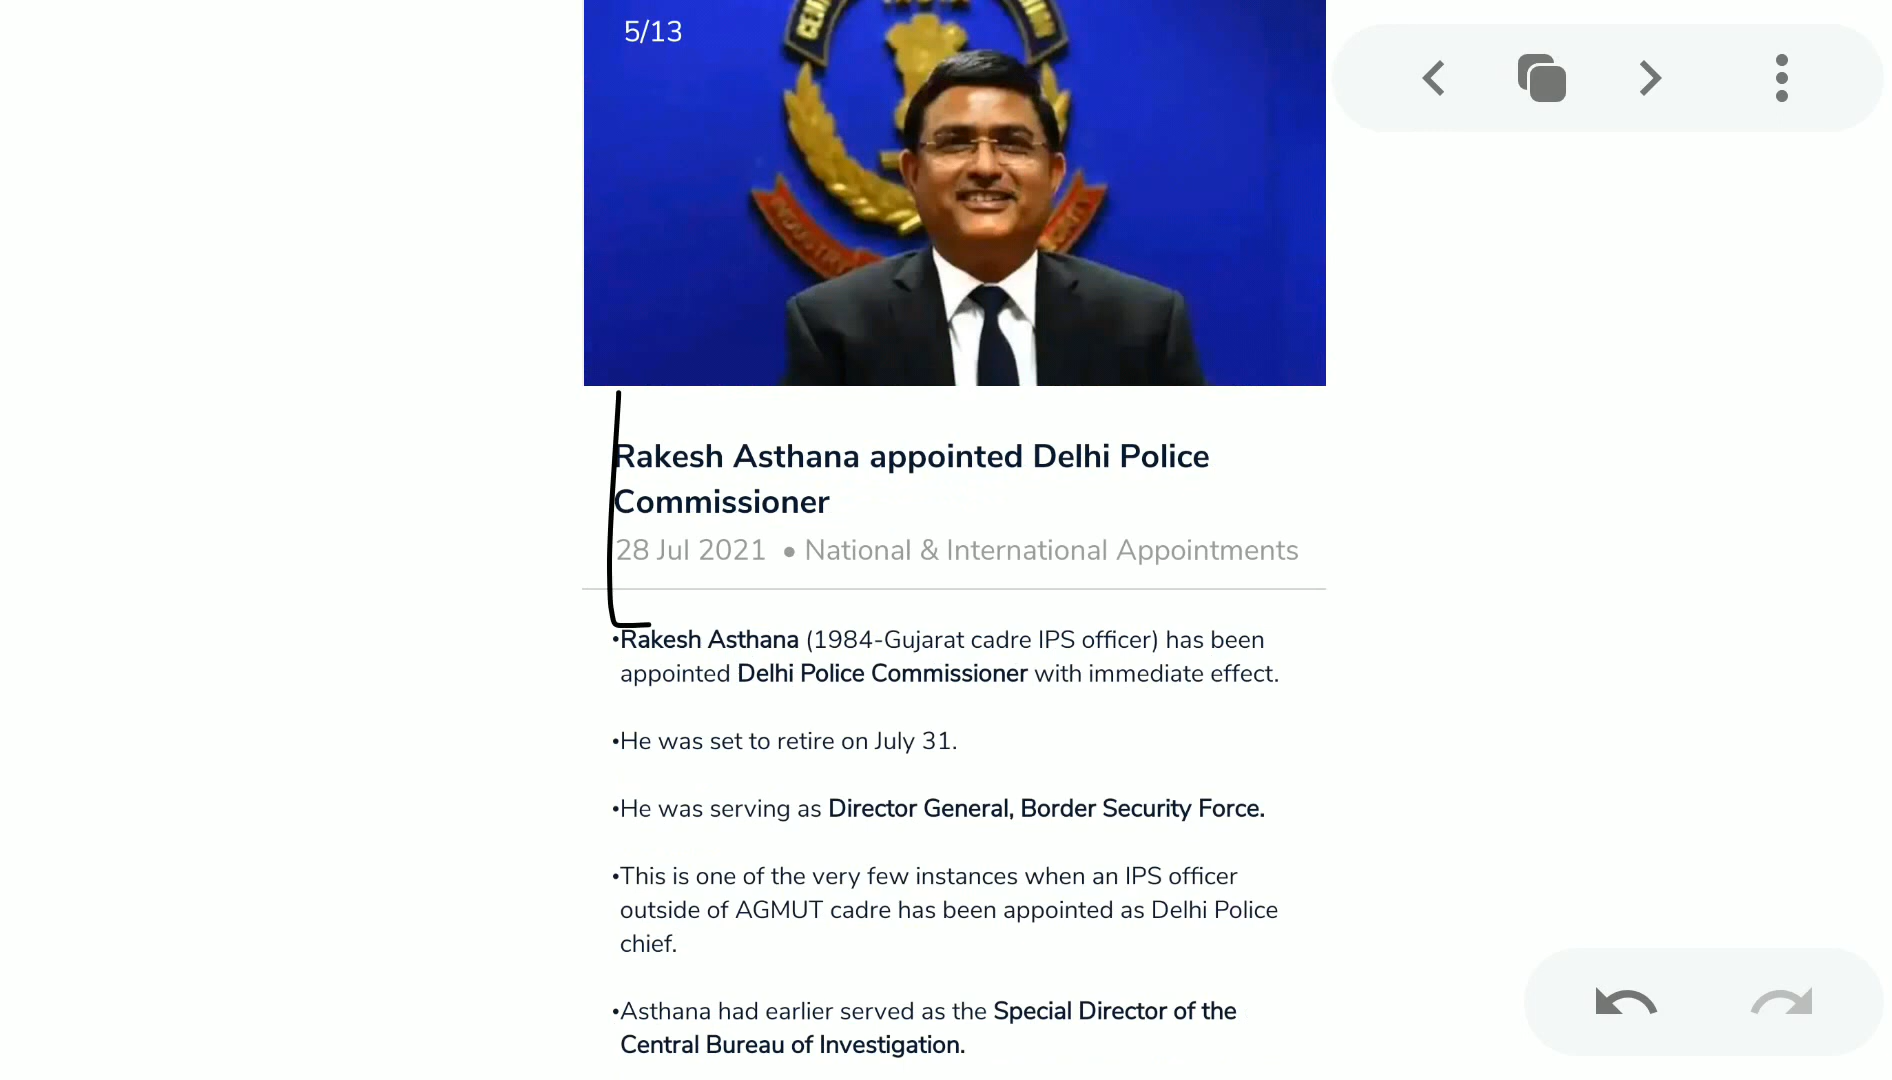 5/13
INDIA
INDUSTR
Rakesh Asthana appointed Delhi Police
Commissioner
28 Jul 2021 • National & International Appointments
•Rakesh Asthana (1984-Gujarat cadre IPS officer) has been
appointed Delhi Police Commissioner with immediate effect.
•He was set to retire on July 31.
•He was serving as Director General, Border Security Force.
•This is one of the very few instances when an IPS officer
outside of AGMUT cadre has been appointed as Delhi Police
chief.
•Asthana had earlier served as the Special Director of the
Central Bureau of Investigation.